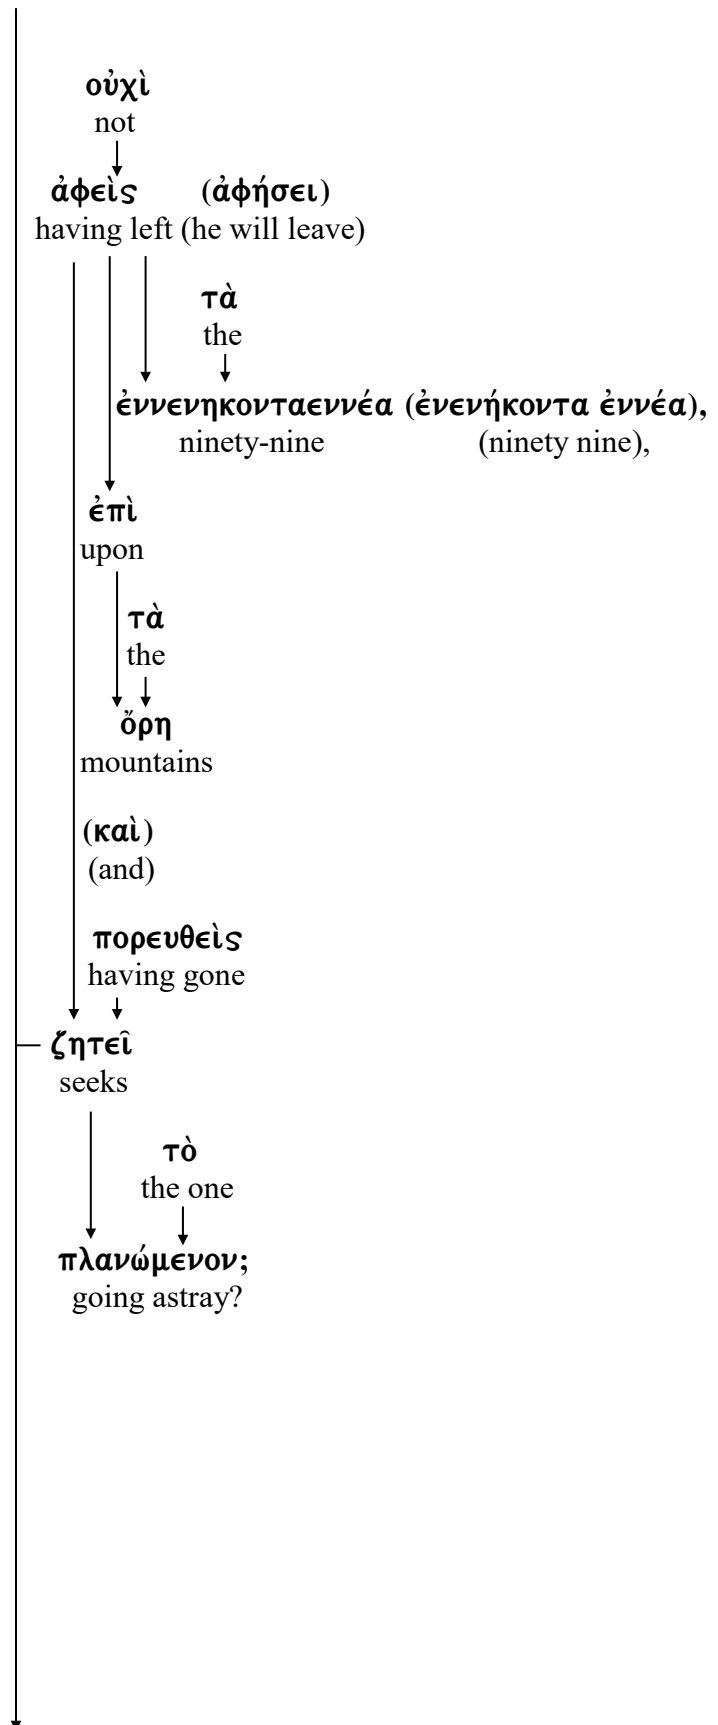 οὐχὶ
not
ἀφεὶς (ἀφήσει)
having left (he will leave)
τὰ
the
ἐννενηκονταεννέα (ἐνενήκοντα ἐννέα),
ninety-nine (ninety nine),
ἐπὶ
upon
τὰ
the
ὄρη
mountains
(καὶ)
(and)
πορευθεὶς
having gone
ζητεῖ
seeks
τὸ
the one
πλανώμενον;
going astray?